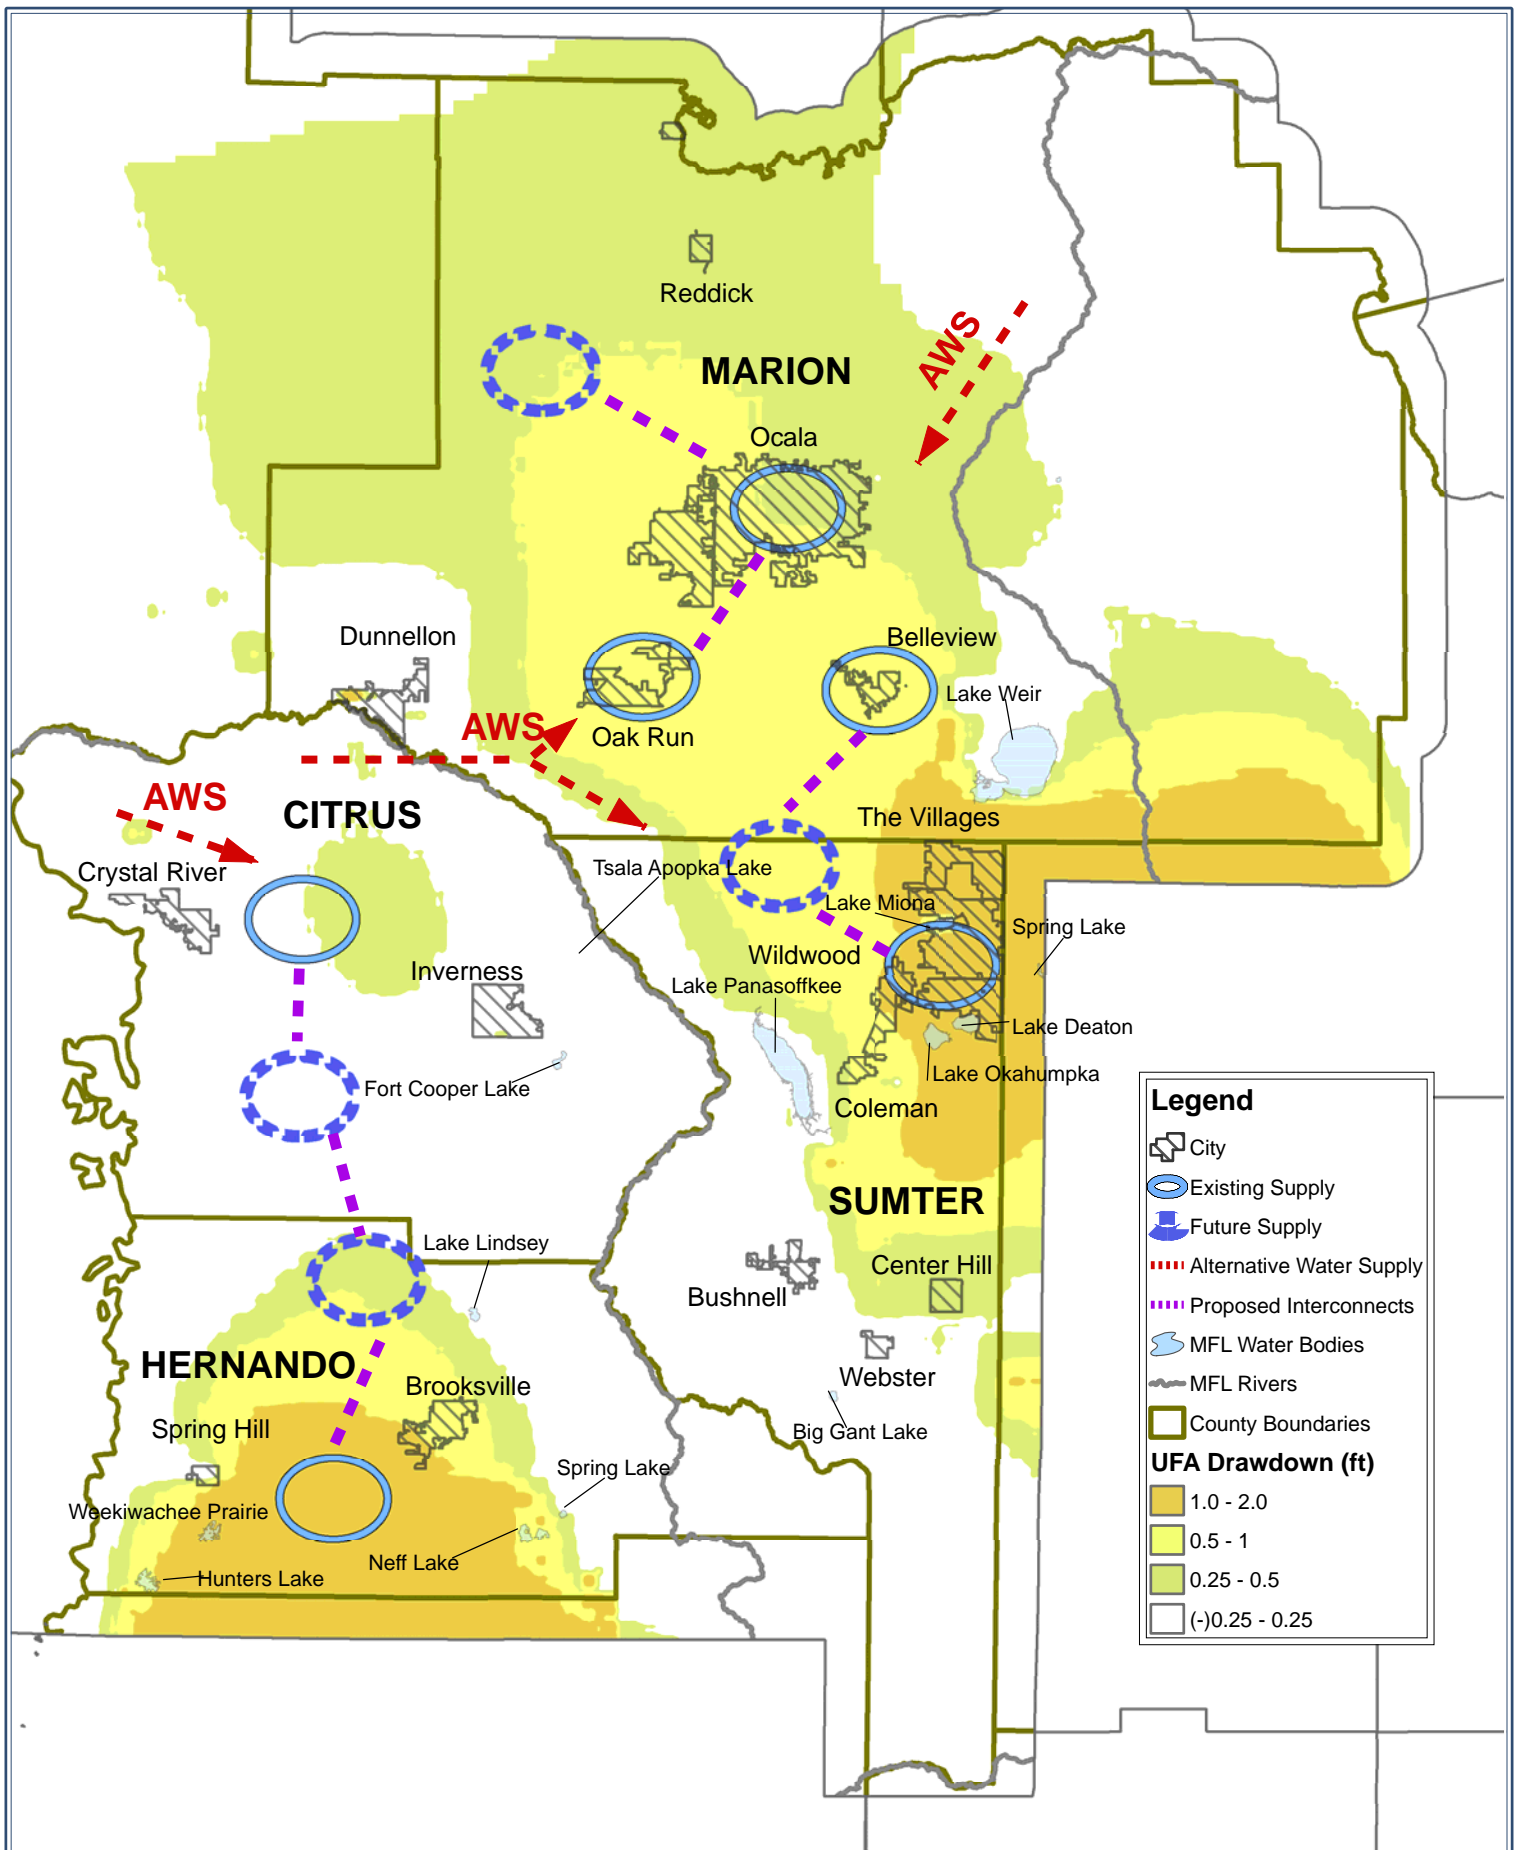 Reddick
MARION
AWS
Ocala
Dunnellon
Belleview
Lake Weir
AWS
Oak Run
AWS
CITRUS
The Villages
Crystal River
Tsala Apopka Lake
Lake Miona
Spring Lake
Wildwood
Inverness
Lake Panasoffkee
Lake Deaton
Lake Okahumpka
Fort Cooper Lake
Coleman
SUMTER
Lake Lindsey
Center Hill
Bushnell
HERNANDO
Webster
Brooksville
Spring Hill
Big Gant Lake
Spring Lake
Weekiwachee Prairie
Neff Lake
Hunters Lake
Legend
City
Existing Supply
Future Supply
Alternative Water Supply
Proposed Interconnects
MFL Water Bodies
MFL Rivers
County Boundaries
UFA Drawdown (ft)
1.0 - 2.0
0.5 - 1
0.25 - 0.5
(-)0.25 - 0.25